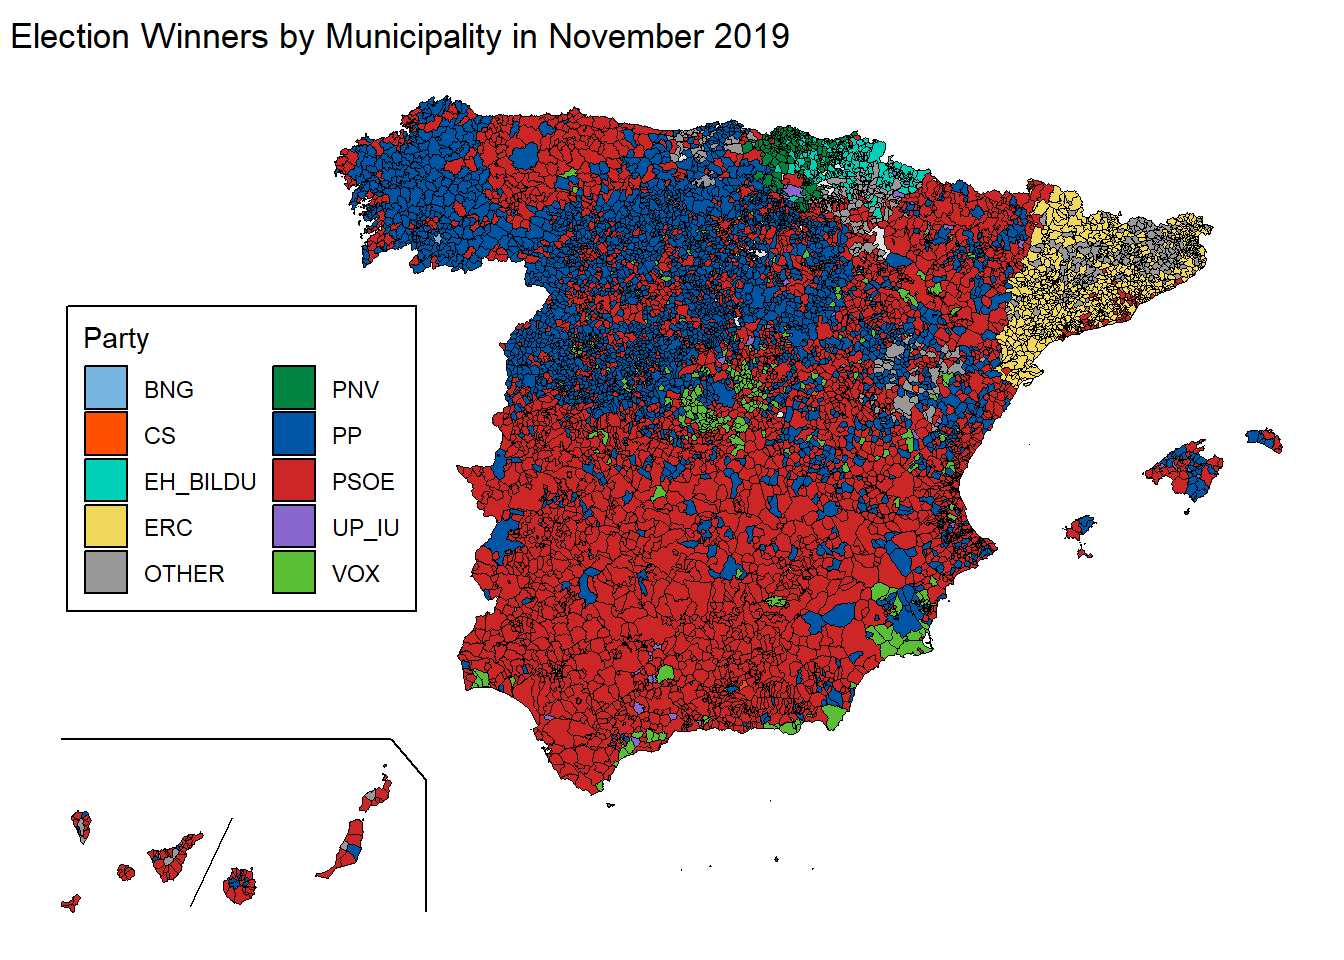 Election Winners by Municipality in November 2019
Party
BNG
CS
EH_BILDU
ERC
OTHER
PNV
PP
PSOE
UP_IU
VOX